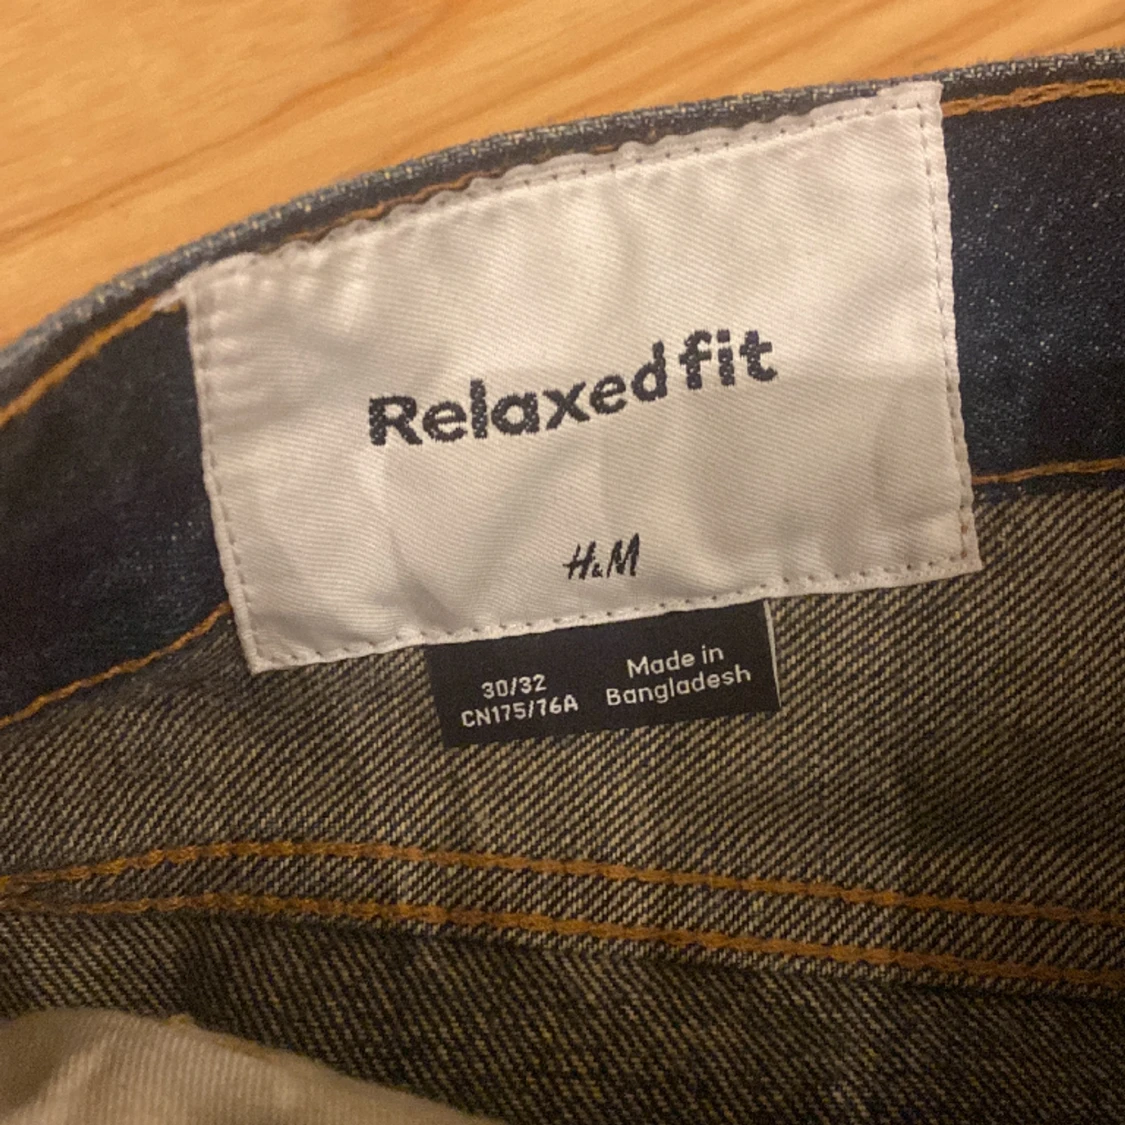 Relaxed fit
H&M
30/32
CN175/76A
Made in
Bangladesh